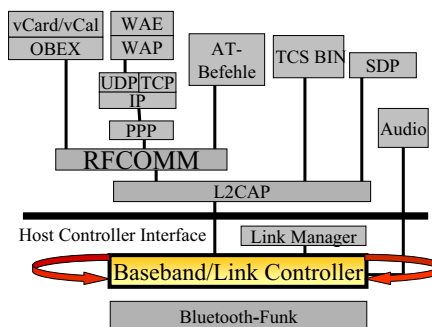 vCard/vCal
OBEX
WAE
WAP
UDP TCP
IP
PPP
AT-
Befehle
TCS BIN
SDP
Audio
RFCOMM
L2CAP
Host Controller Interface
Link Manager
Baseband/Link Controller
Bluetooth-Funk